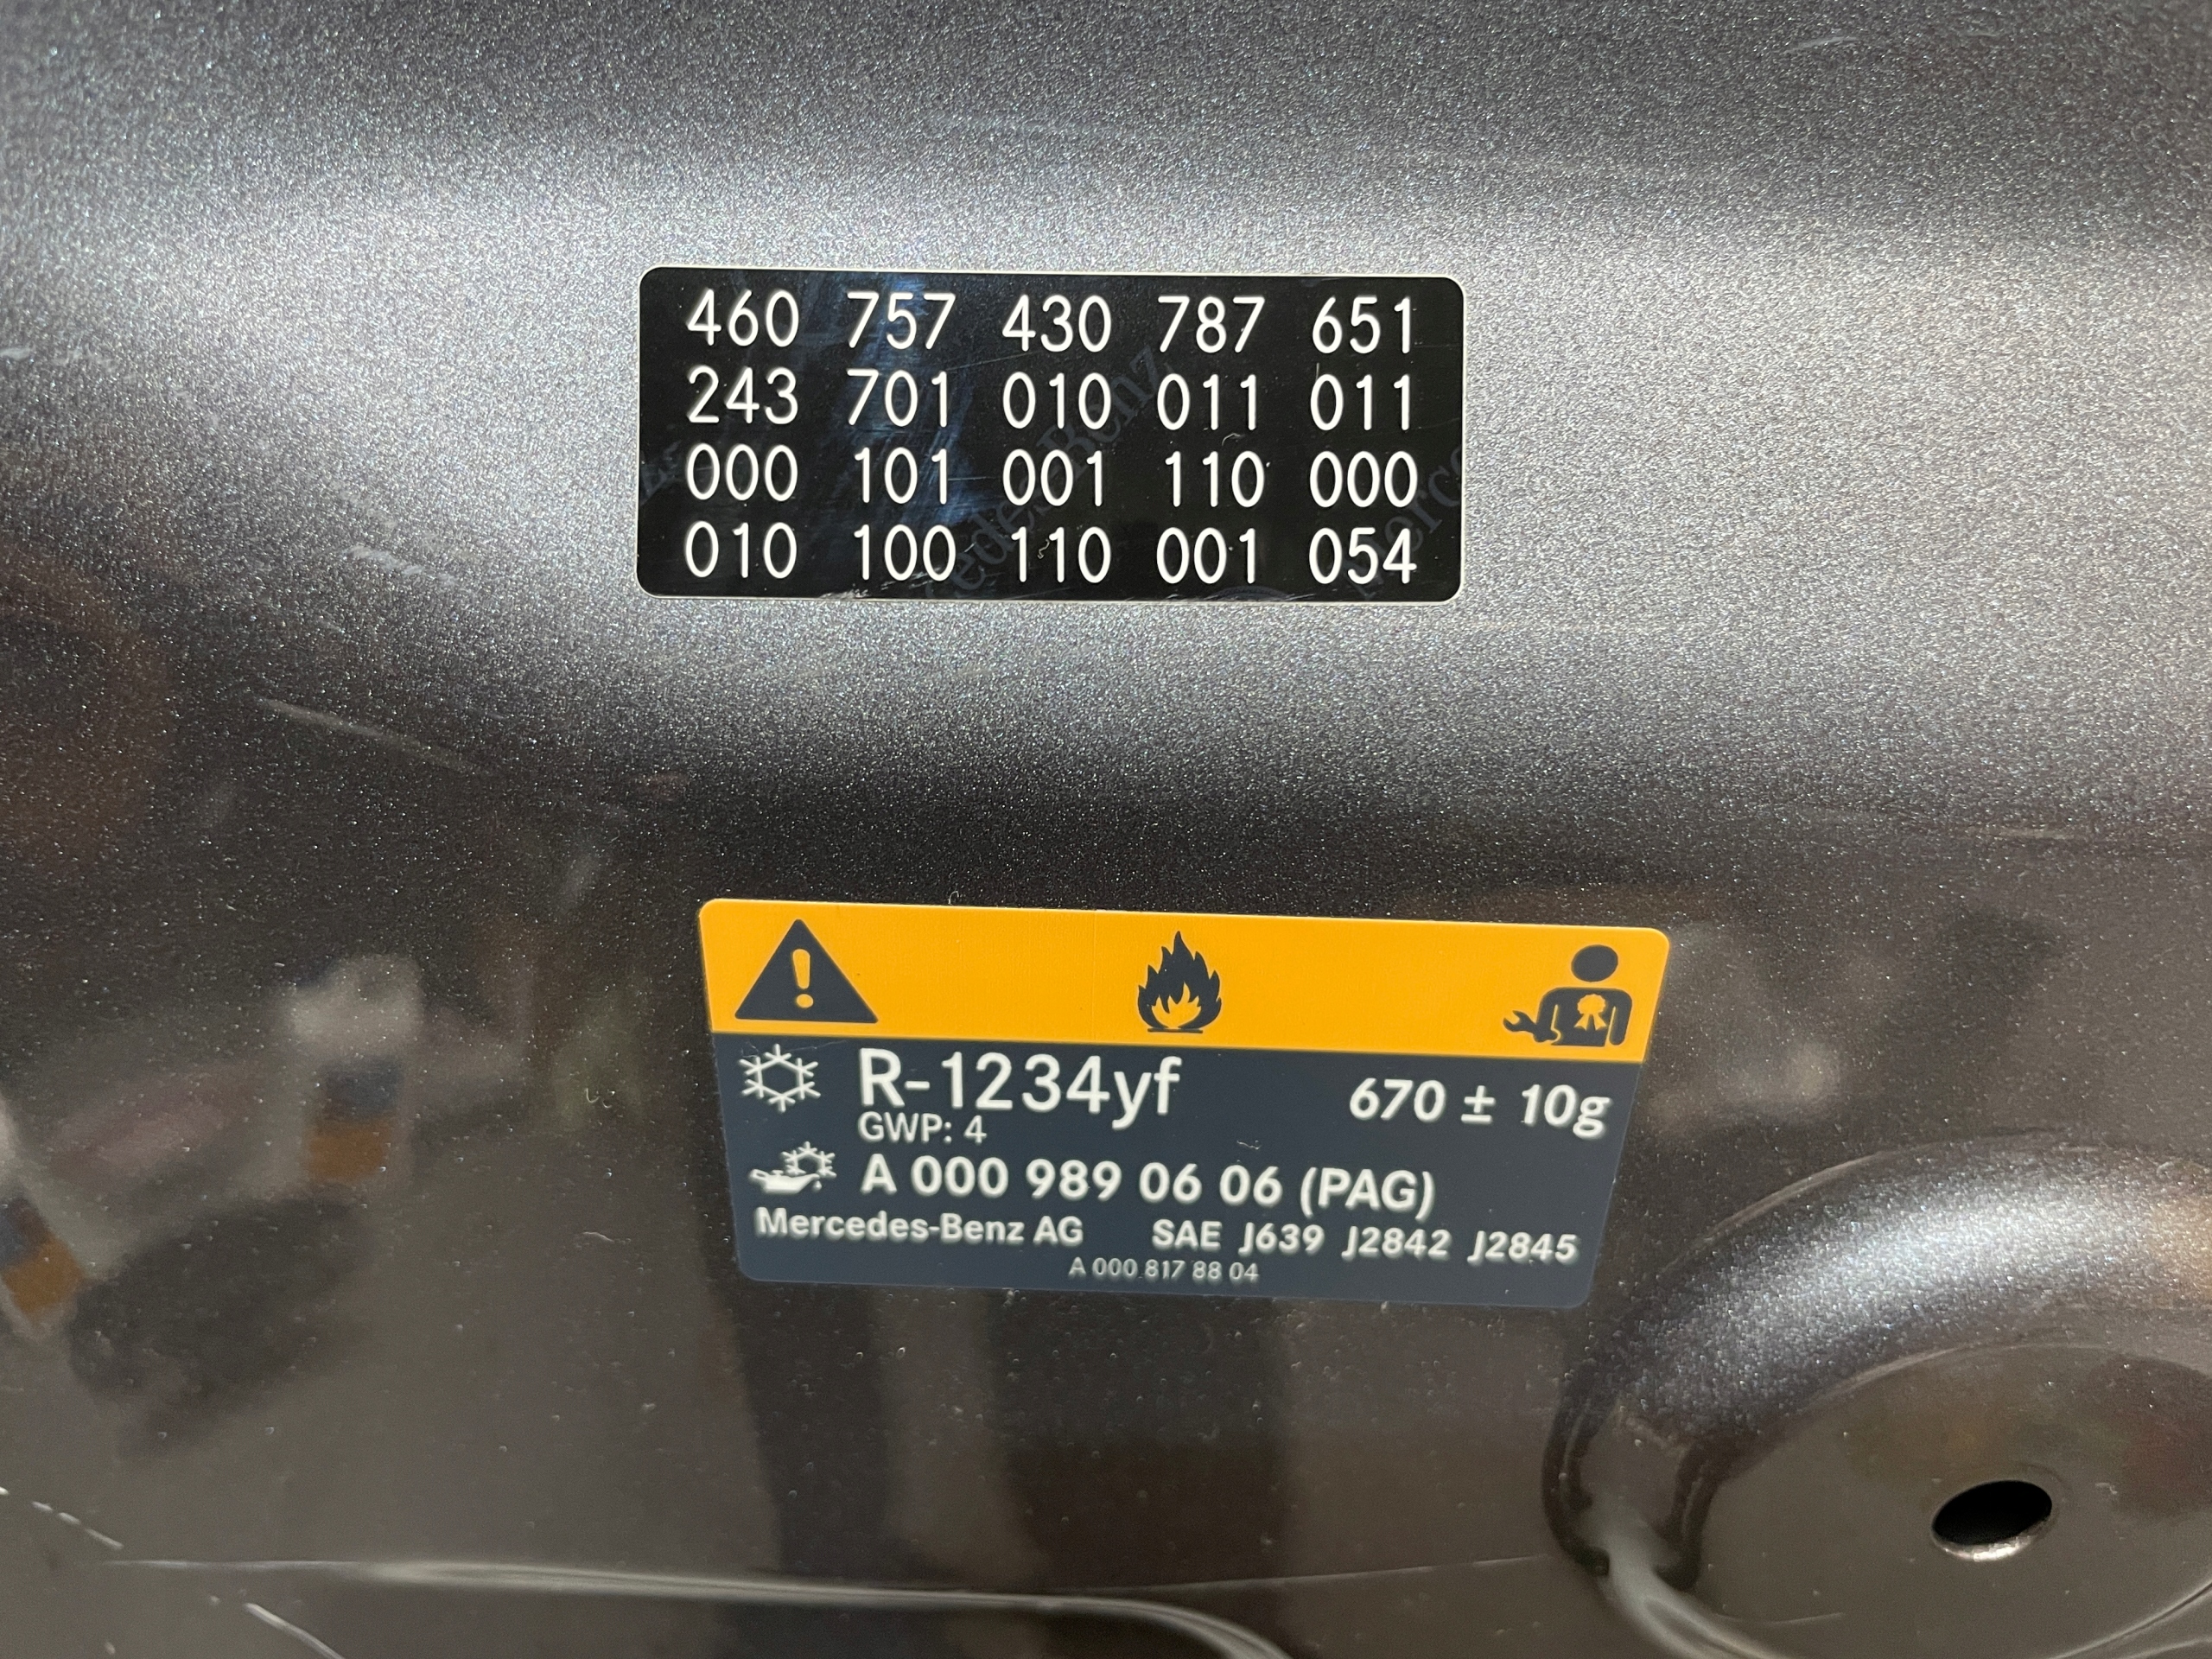 460 757 430 787 651
243 701 010 011 011
000 101 001 110 000
010 100 110 001 054
R-1234yf 670 ± 10g
GWP: 4
A 000 989 06 06 (PAG)
Mercedes-Benz AG SAE J639 J2842 J2845
A 000 817 88 04